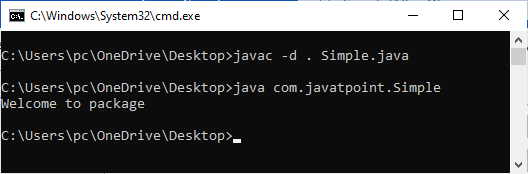 C:\Windows\System32\cmd.exe
C:\Users\pc\OneDrive\Desktop>javac -d . Simple.java
C:\Users\pc\OneDrive\Desktop>java com.javatpoint.Simple
Welcome to package
C:\Users\pc\OneDrive\Desktop>